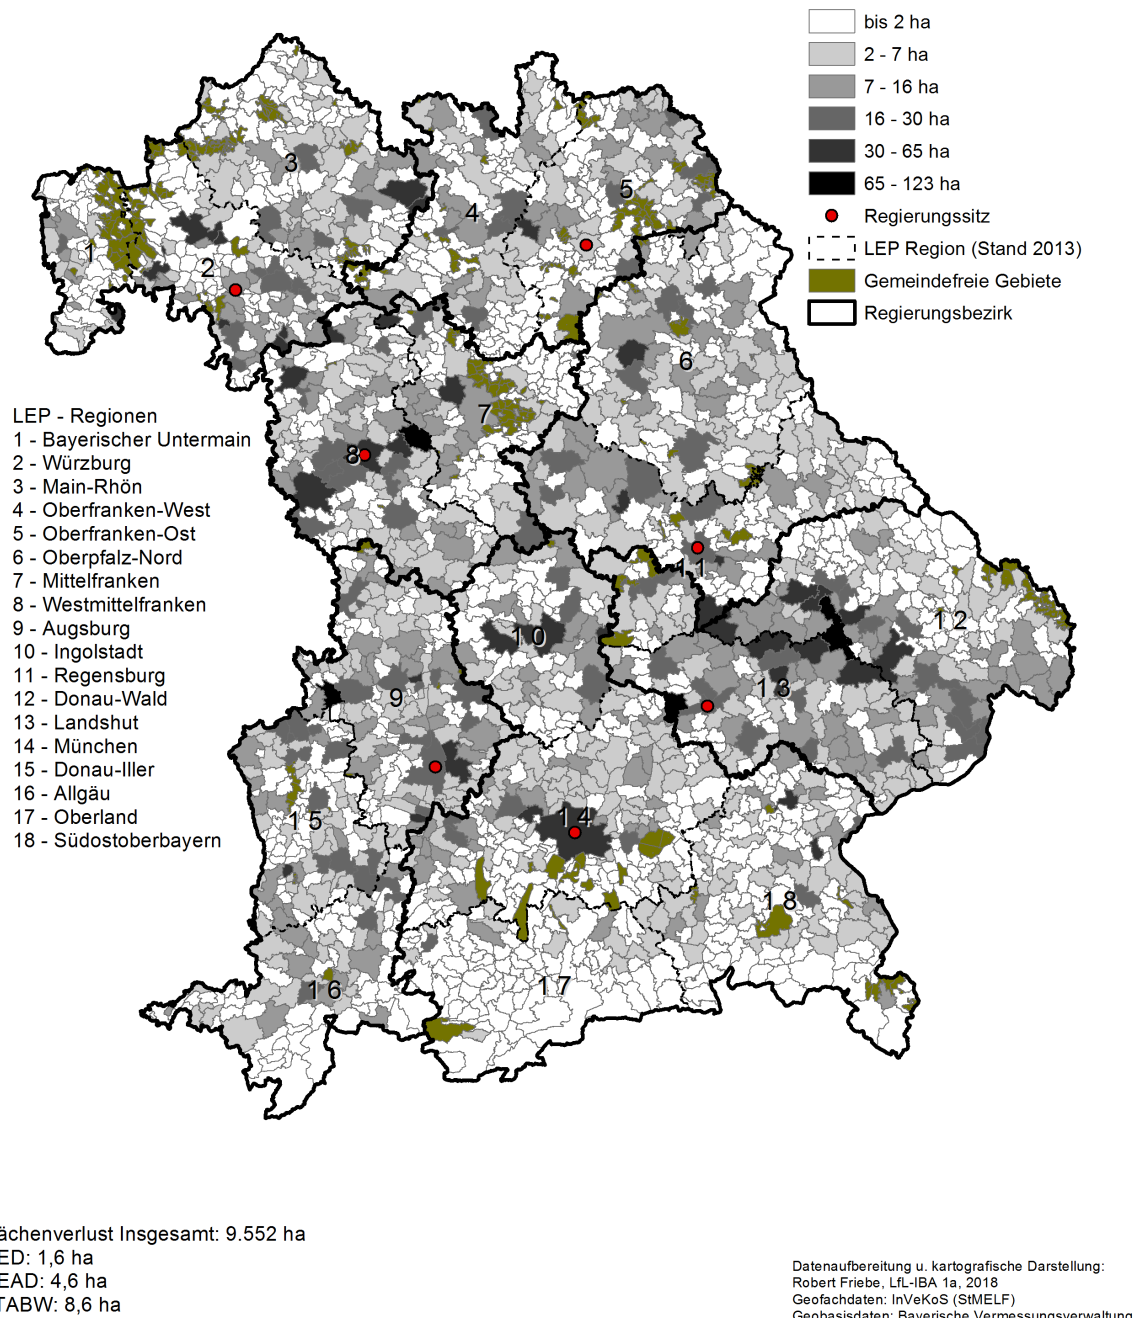 bis 2 ha
2 - 7 ha
7 - 16 ha
16 - 30 ha
30 - 65 ha
65 - 123 ha
Regierungssitz
LEP Region (Stand 2013)
Gemeindefreie Gebiete
Regierungsbezirk
3
5
4
1
2
6
7
8
11
12
10
13
9
14
15
18
17
16
LEP - Regionen
1 - Bayerischer Untermain
2 - Würzburg
3 - Main-Rhön
4 - Oberfranken-West
5 - Oberfranken-Ost
6 - Oberpfalz-Nord
7 - Mittelfranken
8 - Westmittelfranken
9 - Augsburg
10 - Ingolstadt
11 - Regensburg
12 - Donau-Wald
13 - Landshut
14 - München
15 - Donau-Iller
16 - Allgäu
17 - Oberland
18 - Südostoberbayern
ächenverlust Insgesamt: 9.552 ha
ED: 1,6 ha
EAD: 4,6 ha
TABW: 8,6 ha
Datenaufbereitung u. kartografische Darstellung:
Robert Friebe, LfL-IBA 1a, 2018
Geofachdaten: InVeKoS (StMELF)
Geobasisdaten: Bayerische Vermessungsverwaltung